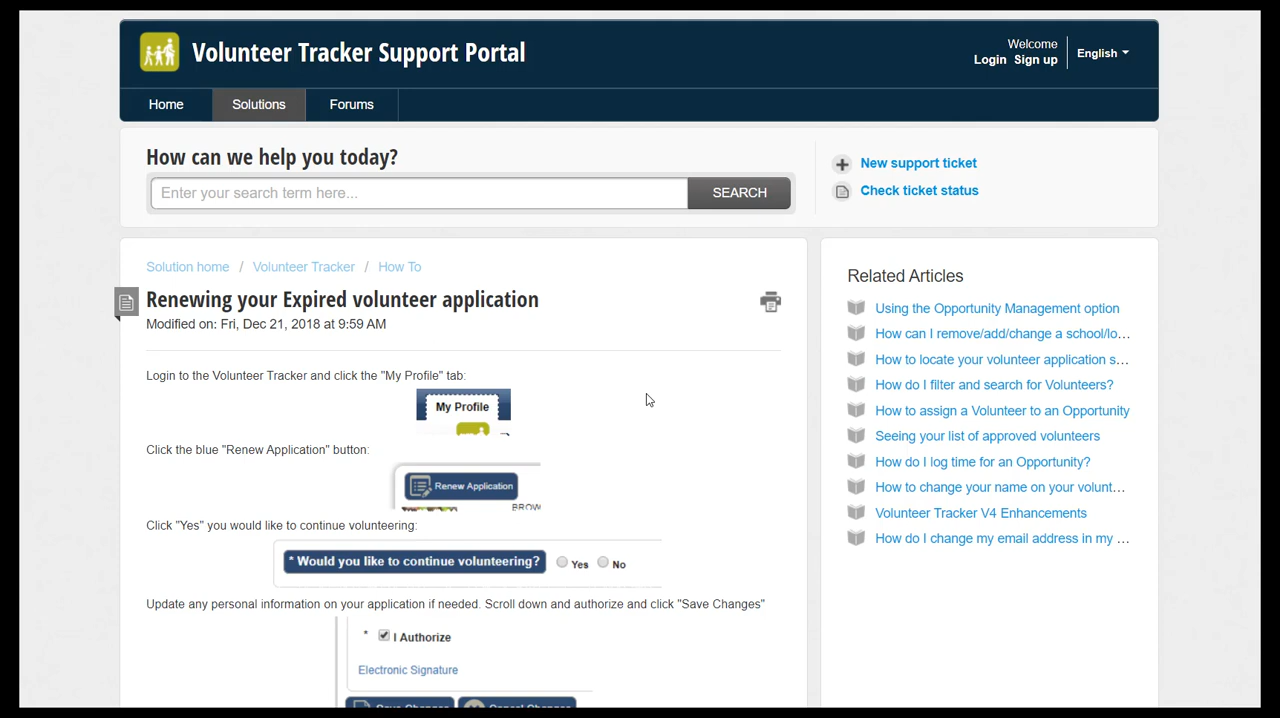 Volunteer Tracker Support Portal
Welcome
Login Sign up
English
Home
Solutions
Forums
How can we help you today?
Enter your search term here...
SEARCH
New support ticket
Check ticket status
Solution home / Volunteer Tracker / How To
Renewing your Expired volunteer application
Modified on: Fri, Dec 21, 2018 at 9:59 AM
Login to the Volunteer Tracker and click the "My Profile" tab:
My Profile
Click the blue "Renew Application" button:
Renew Application
BROW
Click "Yes" you would like to continue volunteering:
* Would you like to continue volunteering? Yes No
Update any personal information on your application if needed. Scroll down and authorize and click "Save Changes"
* I Authorize
Electronic Signature
Save Changes Cancel Changes
Related Articles
Using the Opportunity Management option
How can I remove/add/change a school/lo...
How to locate your volunteer application s...
How do I filter and search for Volunteers?
How to assign a Volunteer to an Opportunity
Seeing your list of approved volunteers
How do I log time for an Opportunity?
How to change your name on your volunt...
Volunteer Tracker V4 Enhancements
How do I change my email address in my ...